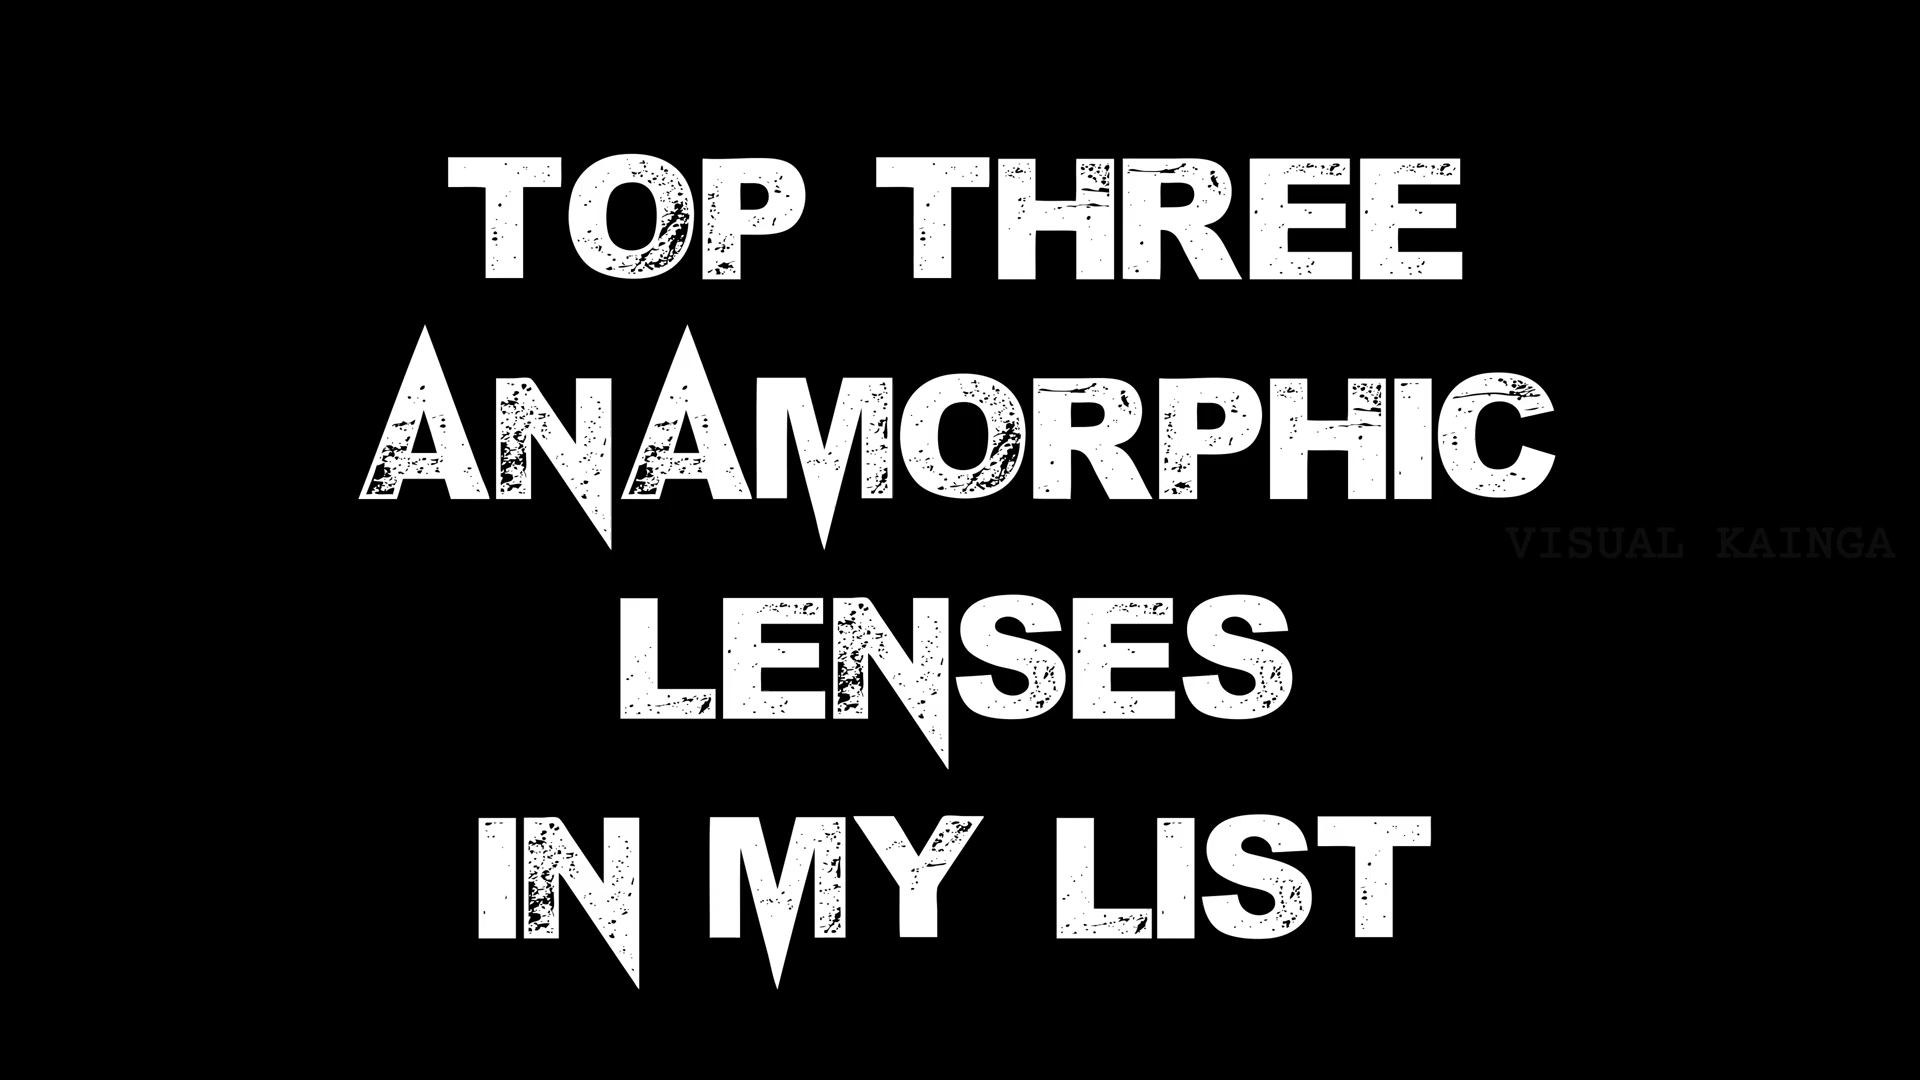 TOP THREE
ANAMORPHIC
VISUAL KAINGA
LENSES
IN MY LIST